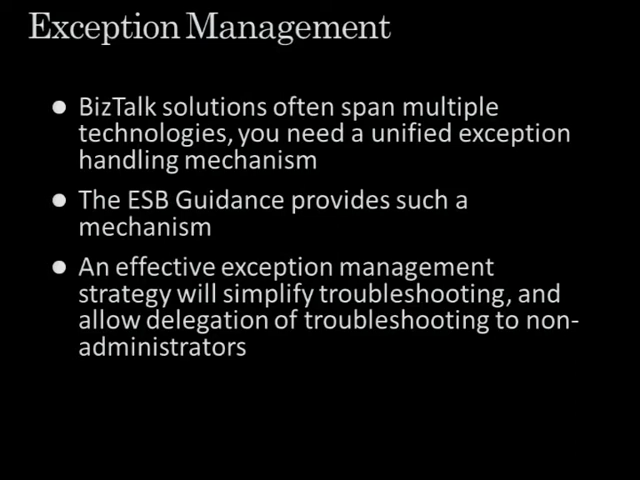 Exception Management
● BizTalk solutions often span multiple
technologies, you need a unified exception
handling mechanism
● The ESB Guidance provides such a
mechanism
● An effective exception management
strategy will simplify troubleshooting, and
allow delegation of troubleshooting to non-
administrators